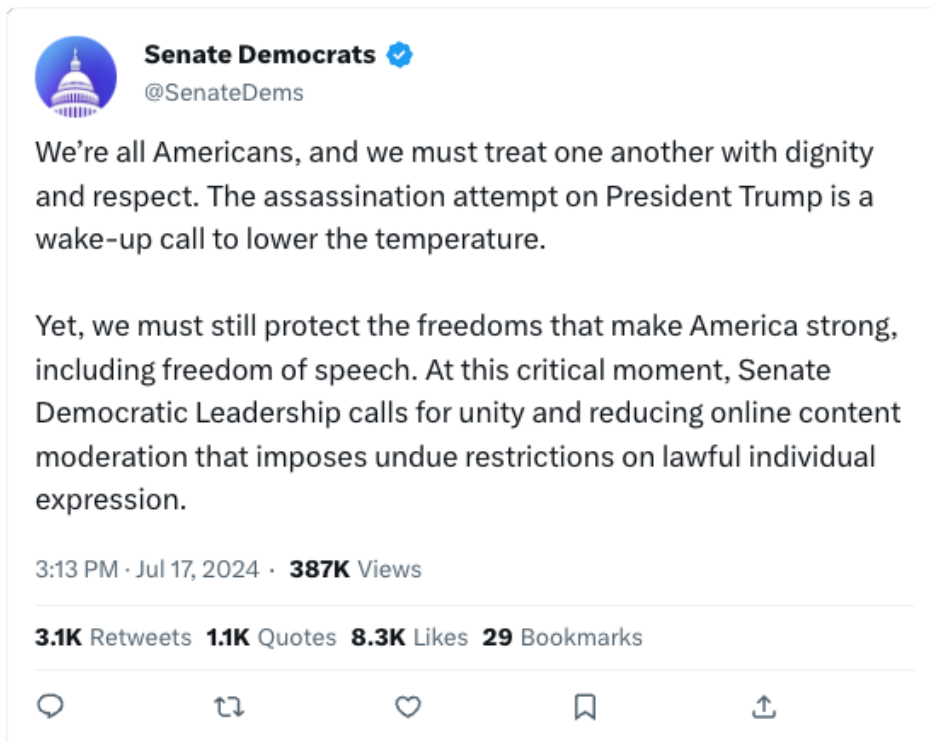 Senate Democrats
@SenateDems
We’re all Americans, and we must treat one another with dignity
and respect. The assassination attempt on President Trump is a
wake-up call to lower the temperature.
Yet, we must still protect the freedoms that make America strong,
including freedom of speech. At this critical moment, Senate
Democratic Leadership calls for unity and reducing online content
moderation that imposes undue restrictions on lawful individual
expression.
3:13 PM · Jul 17, 2024 · 387K Views
3.1K Retweets 1.1K Quotes 8.3K Likes 29 Bookmarks